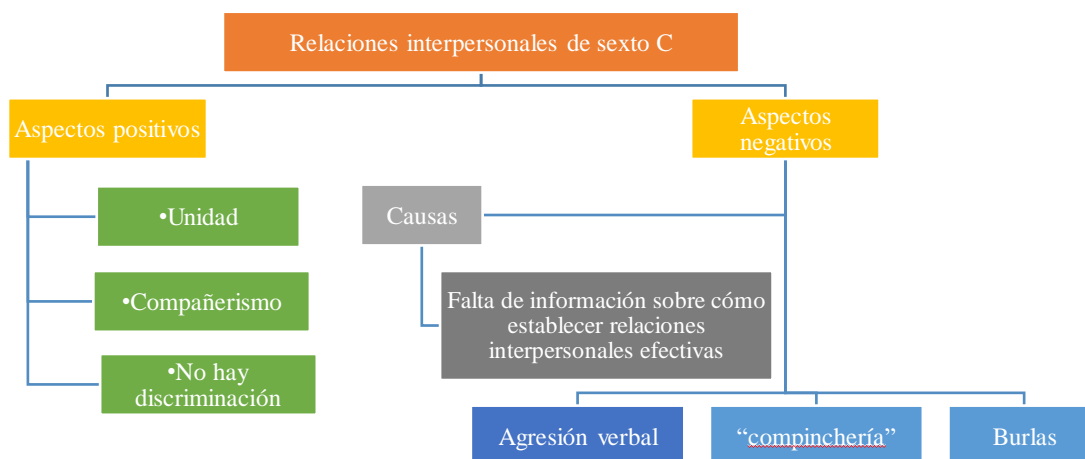 Relaciones interpersonales de sexto C
Aspectos positivos
Aspectos
negativos
•Unidad
Causas
•Compañerismo
Falta de información sobre cómo
establecer relaciones
interpersonales efectivas
•No hay
discriminación
Agresión verbal
“compinchería”
Burlas